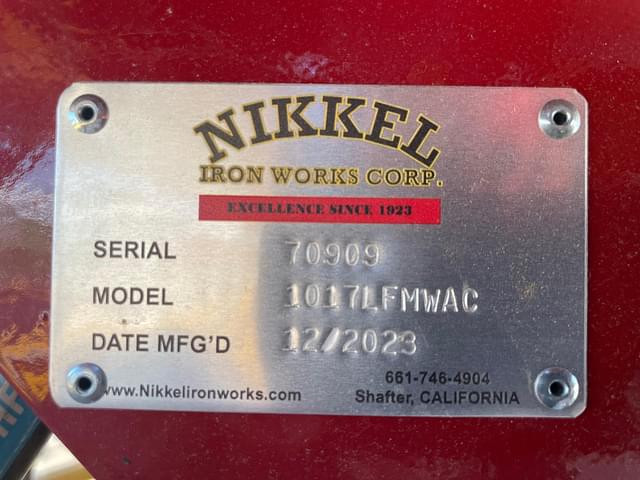 NIKKEL
IRON WORKS CORP.
EXCELLENCE SINCE 1923
SERIAL 70909
MODEL 1017LFMWAC
DATE MFG'D 12/2023
661-746-4904
www.Nikkelironworks.com Shafter, CALIFORNIA